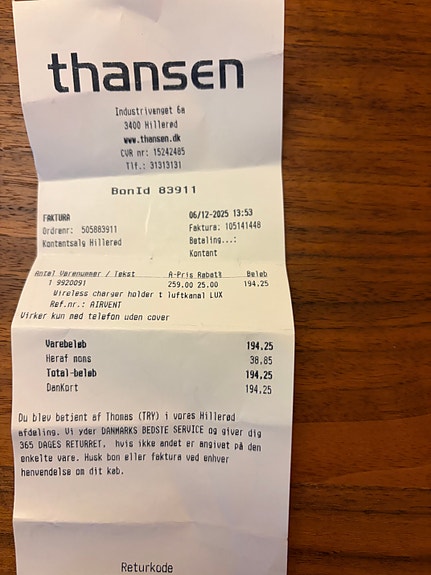 thansen
Industrivænget 6a
3400 Hillerød
www.thansen.dk
CVR nr: 15242485
Tlf.: 31313131
BonId 83911
FAKTURA 06/12-2025 13:53
Ordrenr: 505883911 Faktura: 105141448
Kontantsalg Hillerød Betaling...:
Kontant
Antal Varenummer / Tekst A-Pris Rabat% Beløb
1 9920091 259.00 25.00 194.25
Wireless charger holder t luftkanal LUX
Ref.nr.: AIRVENT
Virker kun med telefon uden cover
Varebeløb 194.25
Heraf moms 38.85
Total-beløb 194.25
DanKort 194.25
Du blev betjent af Thomas (TRY) i vores Hillerød
afdeling. Vi yder DANMARKS BEDSTE SERVICE og giver dig
365 DAGES RETURRET, hvis ikke andet er angivet på den
enkelte vare. Husk bon eller faktura ved enhver
henvendelse om dit køb.
Returkode